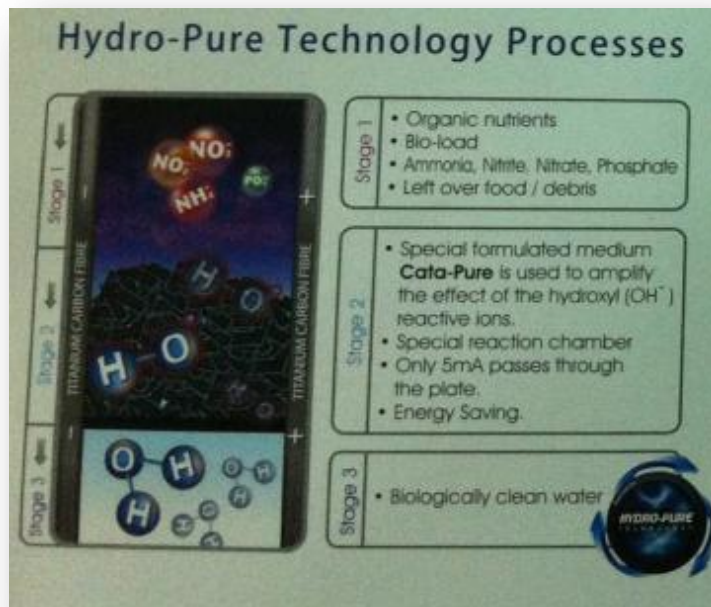 Hydro-Pure Technology Processes
Stage 1
Stage 2
Stage 3
TITANIUM CARBON FIBRE
TITANIUM CARBON FIBRE
-
+
-
+
NO₂⁻
NO₃⁻
NH₄⁺
H
O
H O
O H
H
Stage 1
• Organic nutrients
• Bio-load
• Ammonia, Nitrite, Nitrate, Phosphate
• Left over food / debris
Stage 2
• Special formulated medium
Cata-Pure is used to amplify
the effect of the hydroxyl (OH⁻)
reactive ions.
• Special reaction chamber
• Only 5mA passes through
the plate.
• Energy Saving.
Stage 3
• Biologically clean water
HYDRO-PURE
TECHNOLOGY